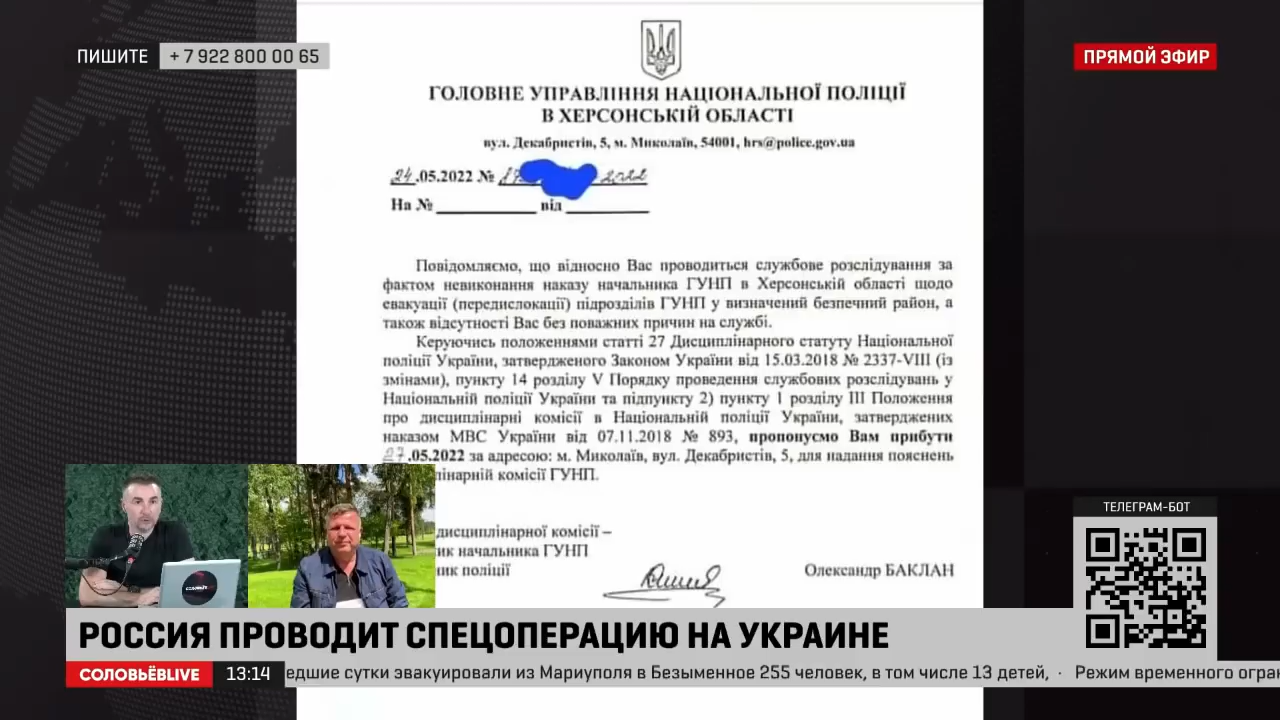 ПИШИТЕ +7 922 800 00 65
ПРЯМОЙ ЭФИР
ГОЛОВНЕ УПРАВЛІННЯ НАЦІОНАЛЬНОЇ ПОЛІЦІЇ
В ХЕРСОНСЬКІЙ ОБЛАСТІ
вул. Декабристів, 5, м. Миколаїв, 54001, hrs@police.gov.ua
24.05.2022 № 2022
На № від
Повідомляємо, що відносно Вас проводиться службове розслідування за
фактом невиконання наказу начальника ГУНП в Херсонській області щодо
евакуації (передислокації) підрозділів ГУНП у визначений безпечний район, а
також відсутності Вас без поважних причин на службі.
Керуючись положеннями статті 27 Дисциплінарного статуту Національної
поліції України, затвердженого Законом України від 15.03.2018 № 2337-VIII (із
змінами), пункту 14 розділу V Порядку проведення службових розслідувань у
Національній поліції України та підпункту 2) пункту 1 розділу III Положення
про дисциплінарні комісії в Національній поліції України, затверджених
наказом МВС України від 07.11.2018 № 893, пропонуємо Вам прибути
27.05.2022 за адресою: м. Миколаїв, вул. Декабристів, 5, для надання пояснень
лінарній комісії ГУНП.
дисциплінарної комісії –
ик начальника ГУНП
ник поліції
Олександр БАКЛАН
ТЕЛЕГРАМ-БОТ
РОССИЯ ПРОВОДИТ СПЕЦОПЕРАЦИЮ НА УКРАИНЕ
СОЛОВЬЁВLIVE 13:14 едшие сутки эвакуировали из Мариуполя в Безыменное 255 человек, в том числе 13 детей, · Режим временного огран